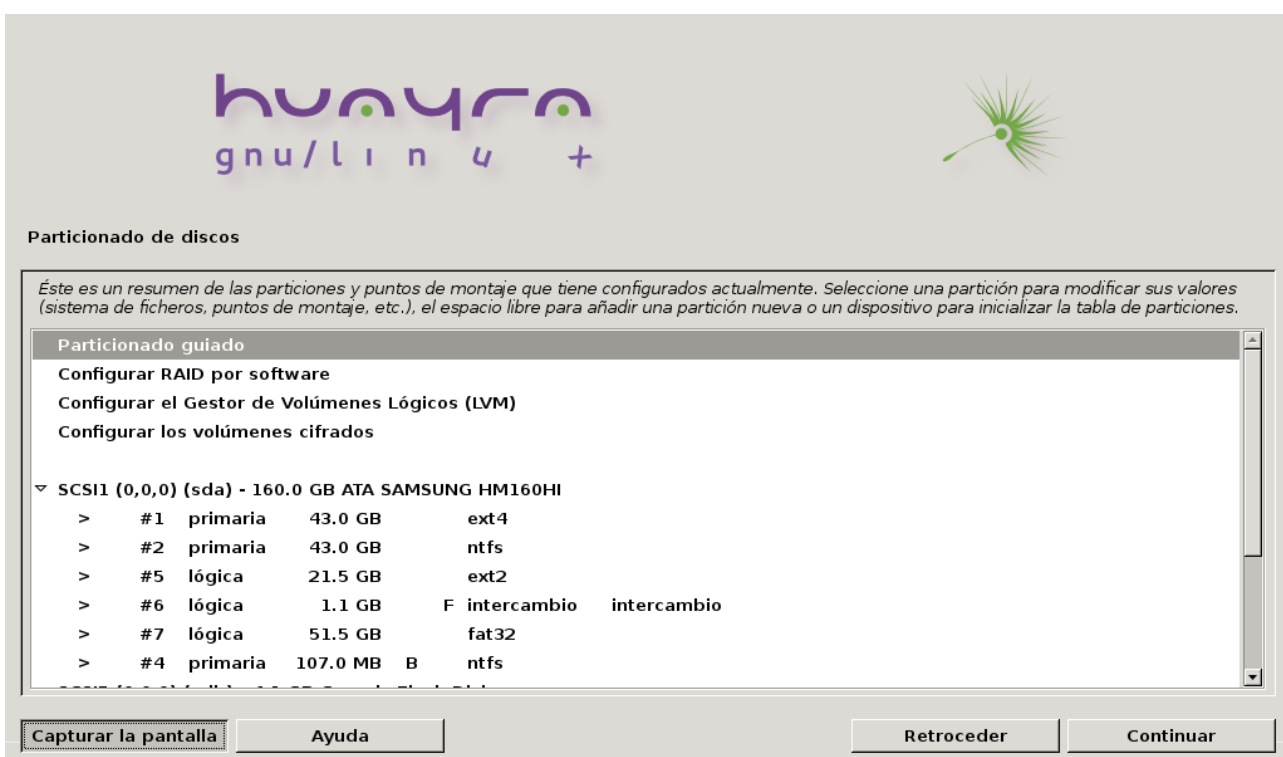 huayra
gnu/linux
Particionado de discos
Éste es un resumen de las particiones y puntos de montaje que tiene configurados actualmente. Seleccione una partición para modificar sus valores
(sistema de ficheros, puntos de montaje, etc.), el espacio libre para añadir una partición nueva o un dispositivo para inicializar la tabla de particiones.
Particionado guiado
Configurar RAID por software
Configurar el Gestor de Volúmenes Lógicos (LVM)
Configurar los volúmenes cifrados
SCSI1 (0,0,0) (sda) - 160.0 GB ATA SAMSUNG HM160HI
> #1 primaria 43.0 GB ext4
> #2 primaria 43.0 GB ntfs
> #5 lógica 21.5 GB ext2
> #6 lógica 1.1 GB F intercambio intercambio
> #7 lógica 51.5 GB fat32
> #4 primaria 107.0 MB B ntfs
Capturar la pantalla Ayuda Retroceder Continuar